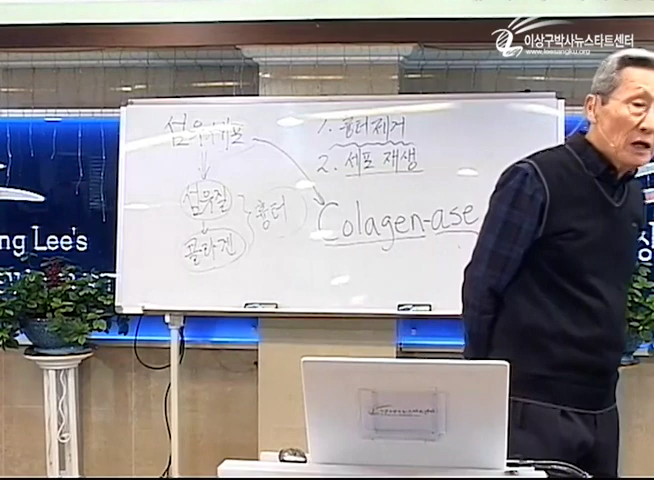 이상구박사뉴스타트센터
www.leesangku.org
섬유아세포
1. 흉터제거
2. 세포 재생
섬유질
콜라겐
흉터
Colagen-ase
ng Lee's